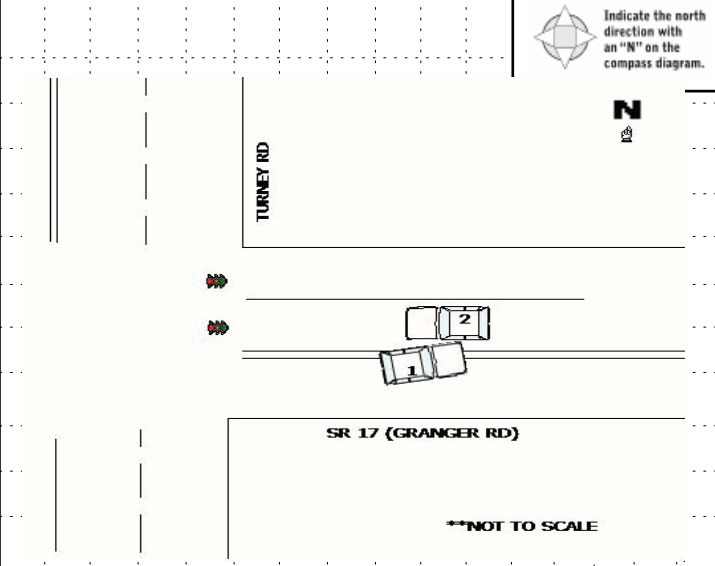 Indicate the north
direction with
an “N” on the
compass diagram.
N
TURNEY RD
2
1
SR 17 (GRANGER RD)
**NOT TO SCALE